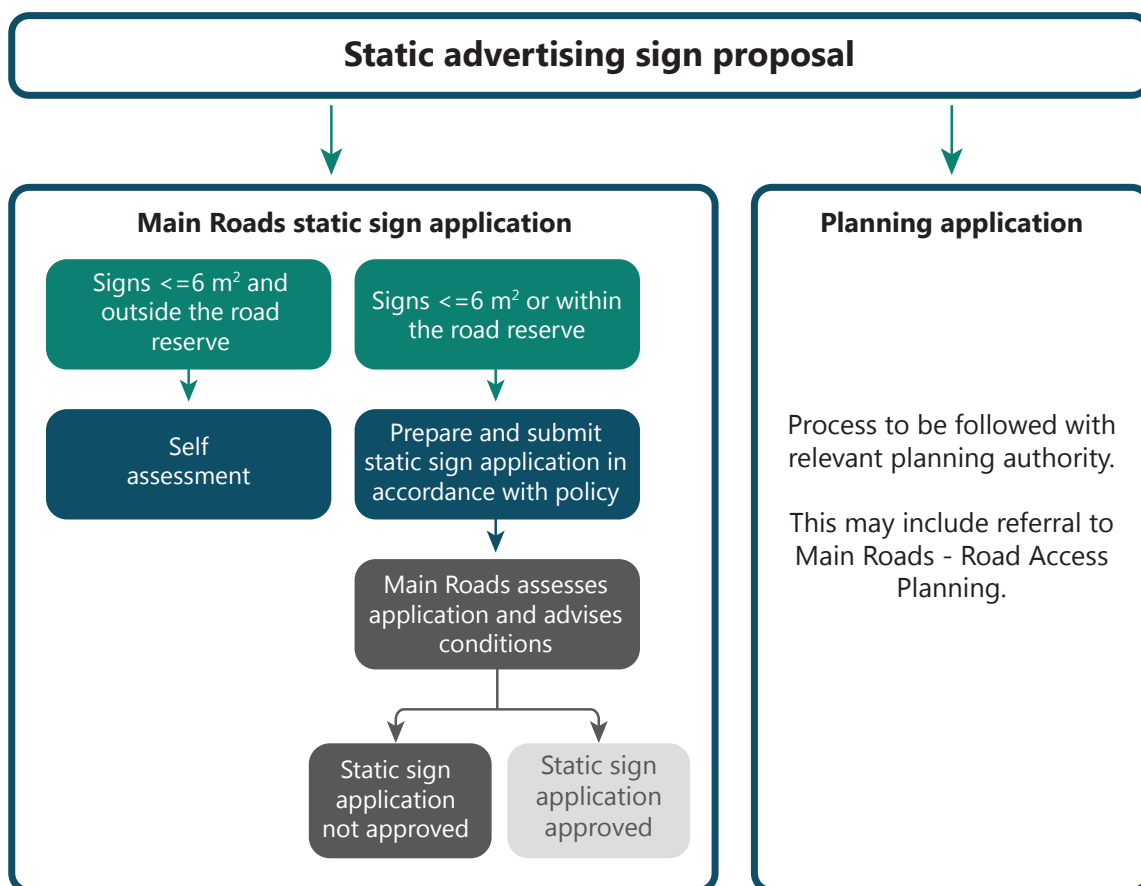 Static advertising sign proposal
Main Roads static sign application
Signs <=6 m² and
outside the road
reserve
Self
assessment
Signs <=6 m² or within
the road reserve
Prepare and submit
static sign application in
accordance with policy
Main Roads assesses
application and advises
conditions
Static sign
application
not approved
Static sign
application
approved
Planning application
Process to be followed with
relevant planning authority.
This may include referral to
Main Roads - Road Access
Planning.